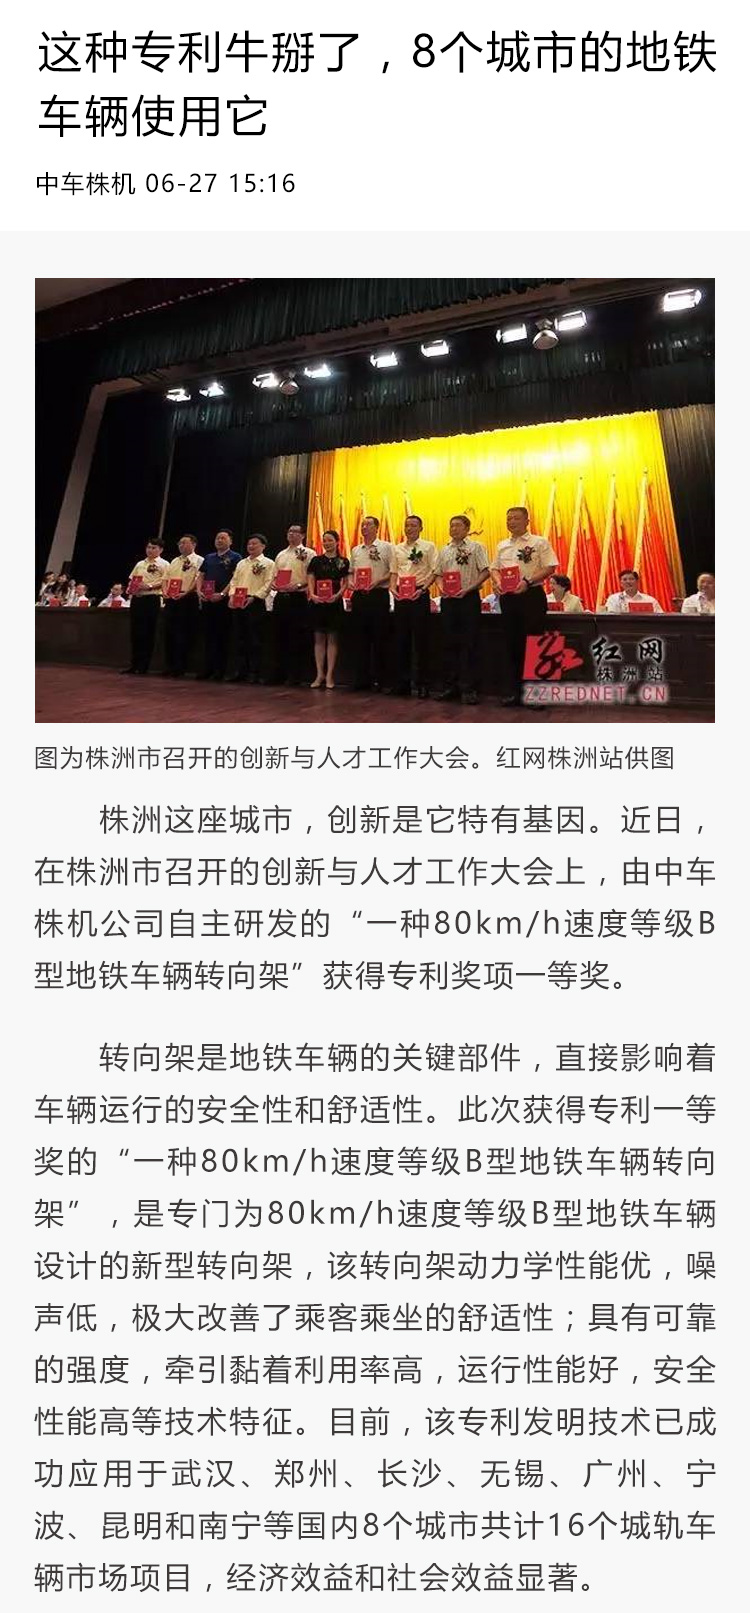 这种专利牛掰了，8个城市的地铁
车辆使用它
中车株机 06-27 15:16
红网
株洲站
ZZREDNET.CN
图为株洲市召开的创新与人才工作大会。红网株洲站供图
株洲这座城市，创新是它特有基因。近日，
在株洲市召开的创新与人才工作大会上，由中车
株机公司自主研发的“一种80km/h速度等级B
型地铁车辆转向架”获得专利奖项一等奖。
转向架是地铁车辆的关键部件，直接影响着
车辆运行的安全性和舒适性。此次获得专利一等
奖的“一种80km/h速度等级B型地铁车辆转向
架”，是专门为80km/h速度等级B型地铁车辆
设计的新型转向架，该转向架动力学性能优，噪
声低，极大改善了乘客乘坐的舒适性；具有可靠
的强度，牵引黏着利用率高，运行性能好，安全
性能高等技术特征。目前，该专利发明技术已成
功应用于武汉、郑州、长沙、无锡、广州、宁
波、昆明和南宁等国内8个城市共计16个城轨车
辆市场项目，经济效益和社会效益显著。